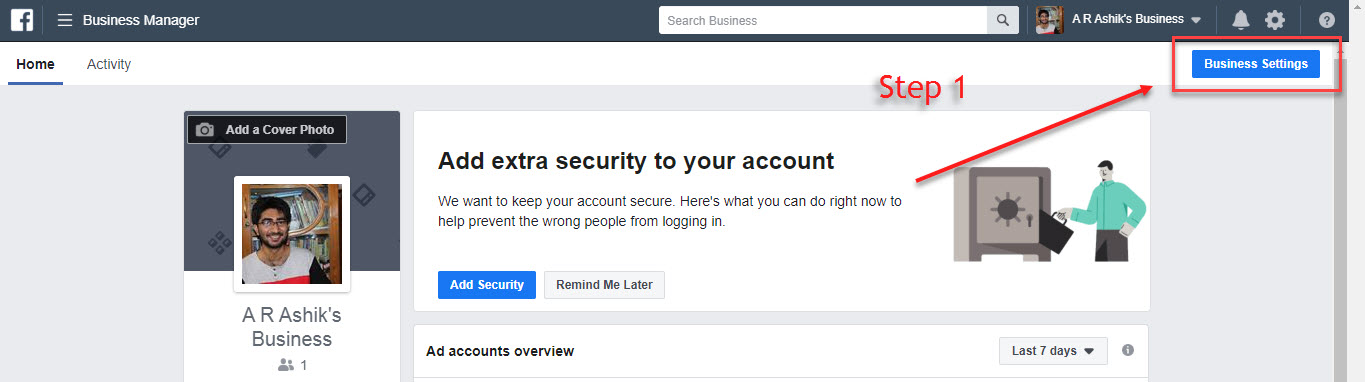 f Business Manager
Search Business
A R Ashik's Business
?
Home
Activity
Business Settings
Step 1
Add a Cover Photo
Add extra security to your account
We want to keep your account secure. Here's what you can do right now to
help prevent the wrong people from logging in.
Add Security
Remind Me Later
A R Ashik's
Business
1
Ad accounts overview
Last 7 days
i